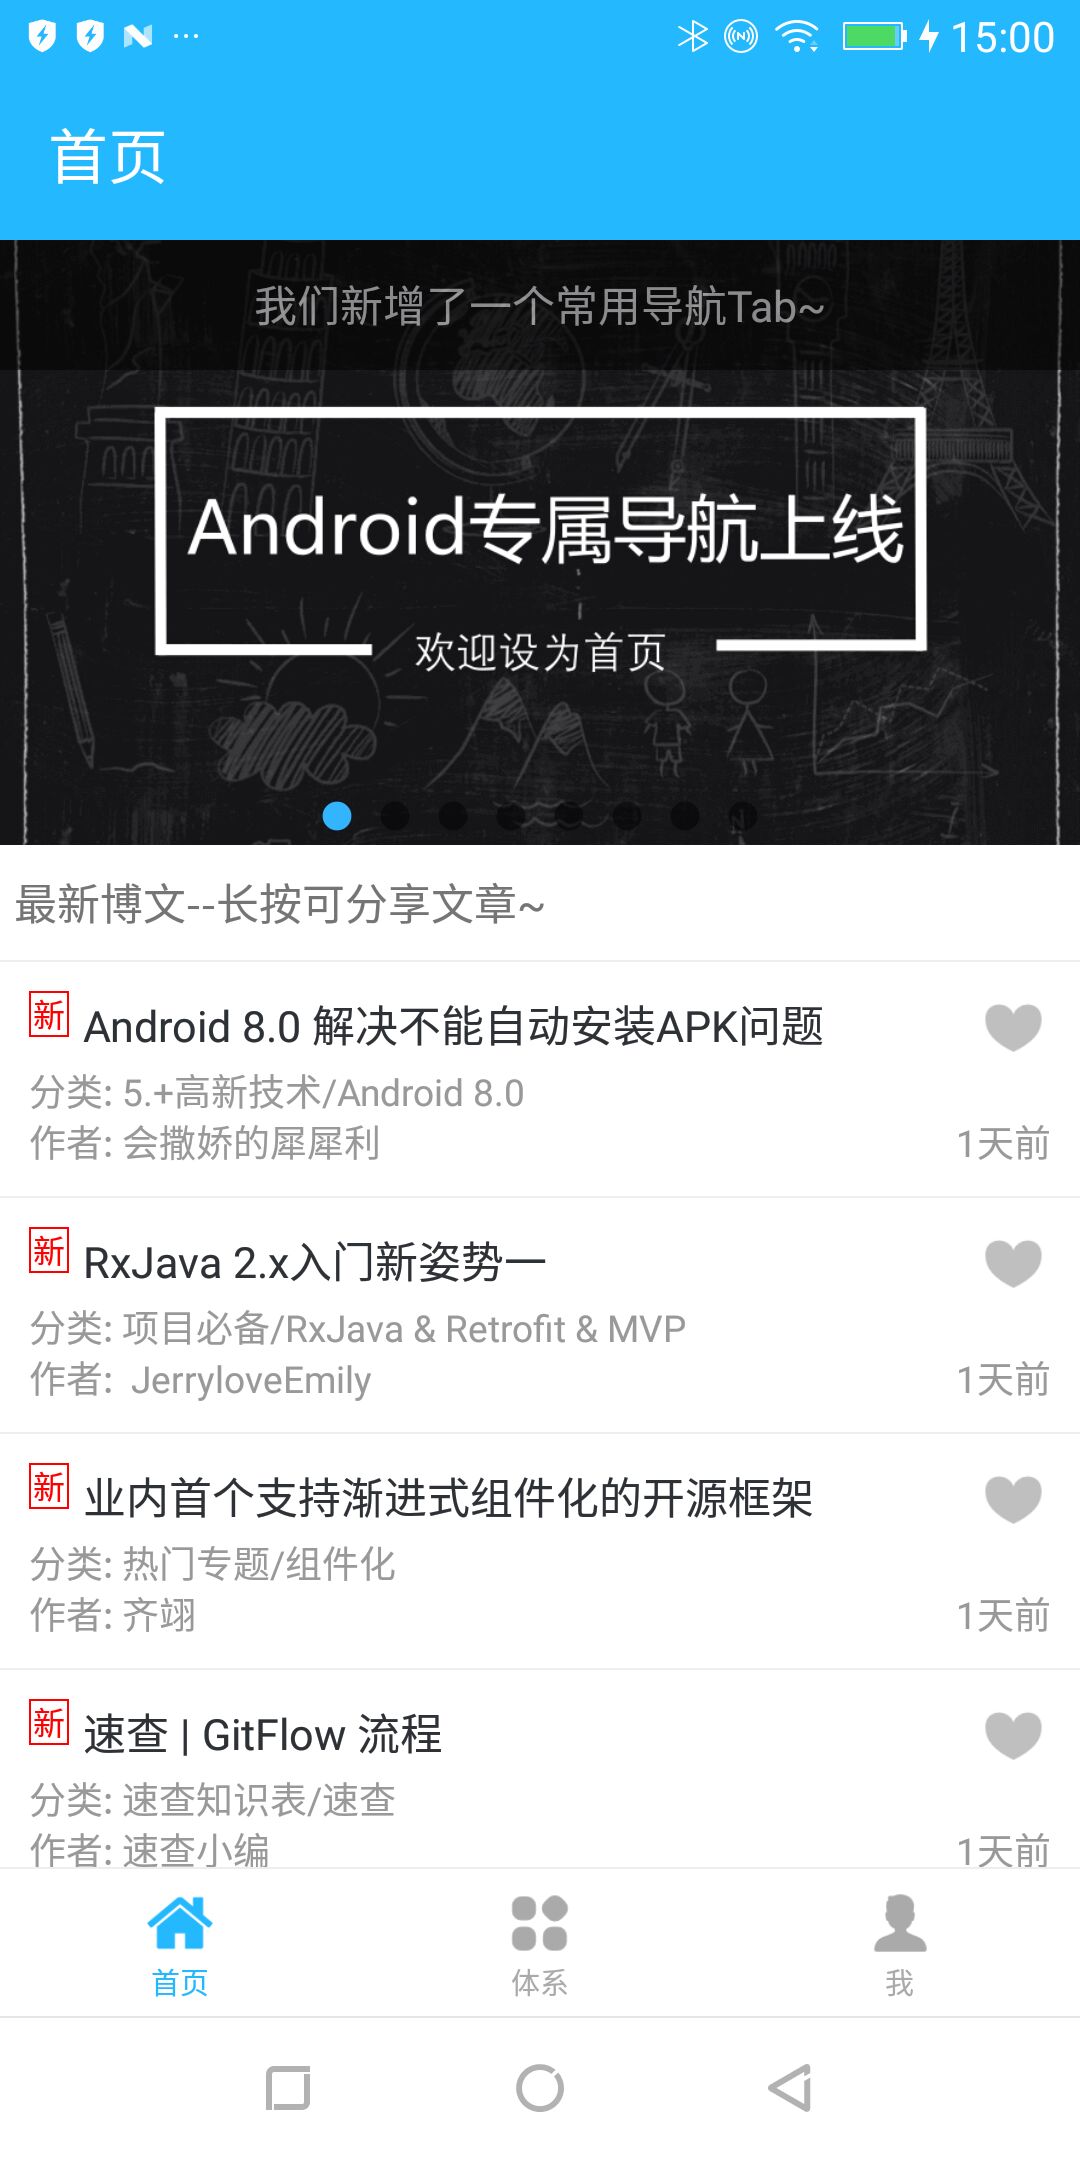 15:00
首页
我们新增了一个常用导航Tab~
Android专属导航上线
欢迎设为首页
最新博文--长按可分享文章~
新 Android 8.0 解决不能自动安装APK问题
分类: 5.+高新技术/Android 8.0
作者: 会撒娇的犀犀利 1天前
新 RxJava 2.x入门新姿势一
分类: 项目必备/RxJava & Retrofit & MVP
作者: JerryloveEmily 1天前
新 业内首个支持渐进式组件化的开源框架
分类: 热门专题/组件化
作者: 齐翊 1天前
新 速查 | GitFlow 流程
分类: 速查知识表/速查
作者: 速查小编 1天前
首页 体系 我